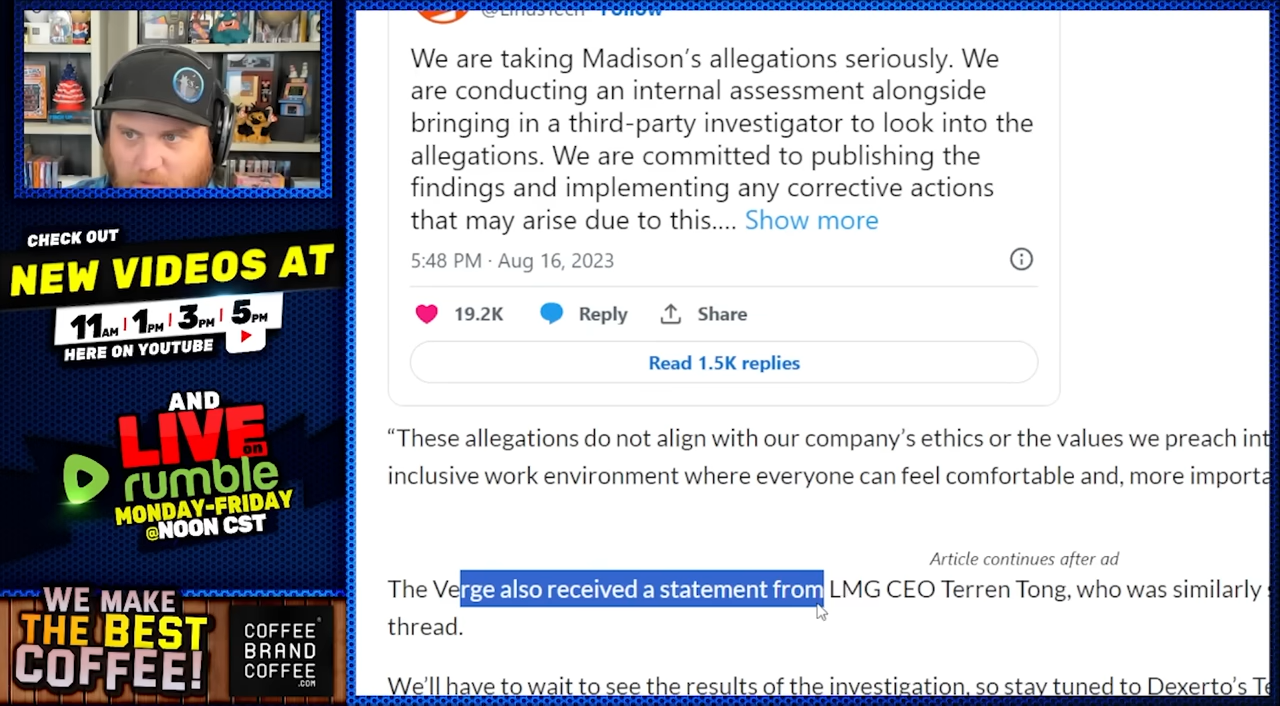 CHECK OUT
NEW VIDEOS AT
11AM | 1PM | 3PM | 5PM
HERE ON YOUTUBE
AND
LIVE
on
rumble
MONDAY-FRIDAY
@NOON CST
WE MAKE
THE BEST
COFFEE!
COFFEE
BRAND
COFFEE
.COM
@LinusTech Follow
We are taking Madison’s allegations seriously. We
are conducting an internal assessment alongside
bringing in a third-party investigator to look into the
allegations. We are committed to publishing the
findings and implementing any corrective actions
that may arise due to this.... Show more
5:48 PM · Aug 16, 2023
19.2K Reply Share
Read 1.5K replies
“These allegations do not align with our company’s ethics or the values we preach
inclusive work environment where everyone can feel comfortable and, more
Article continues after ad
The Verge also received a statement from LMG CEO Terren Tong, who was similarly
thread.
We’ll have to wait to see the results of the investigation, so stay tuned to Dexerto’s